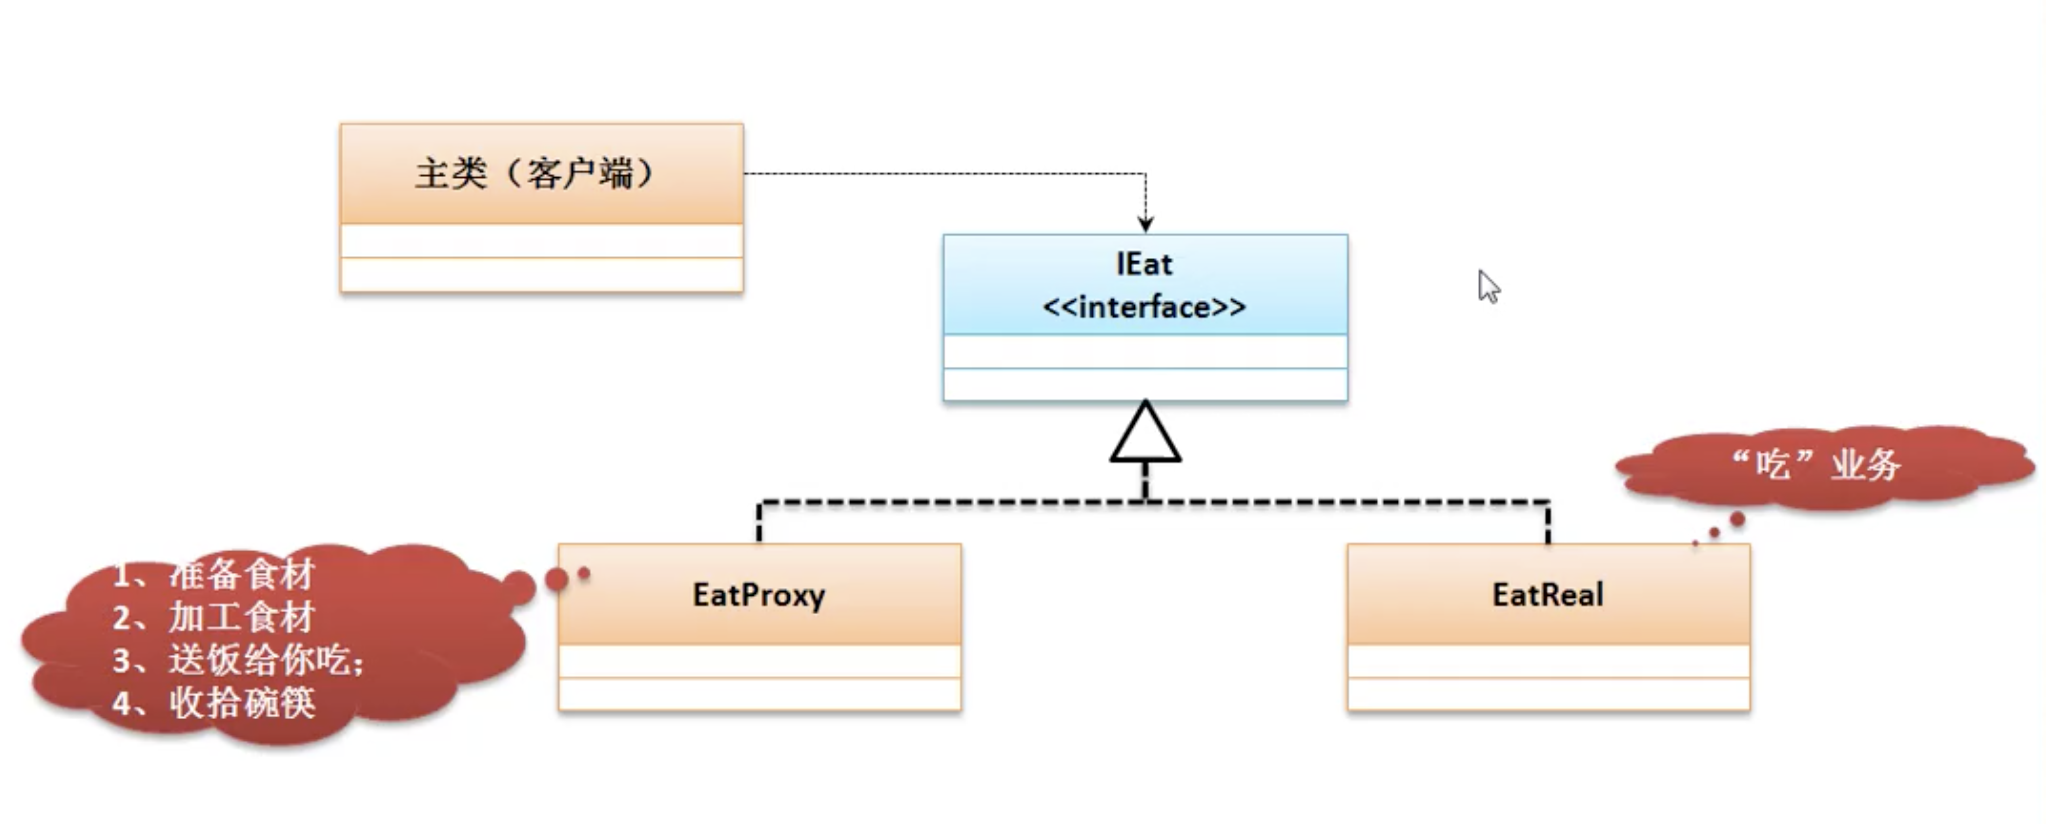 主类（客户端）
IEat
<<interface>>
“吃”业务
1、准备食材
2、加工食材
3、送饭给你吃；
4、收拾碗筷
EatProxy
EatReal